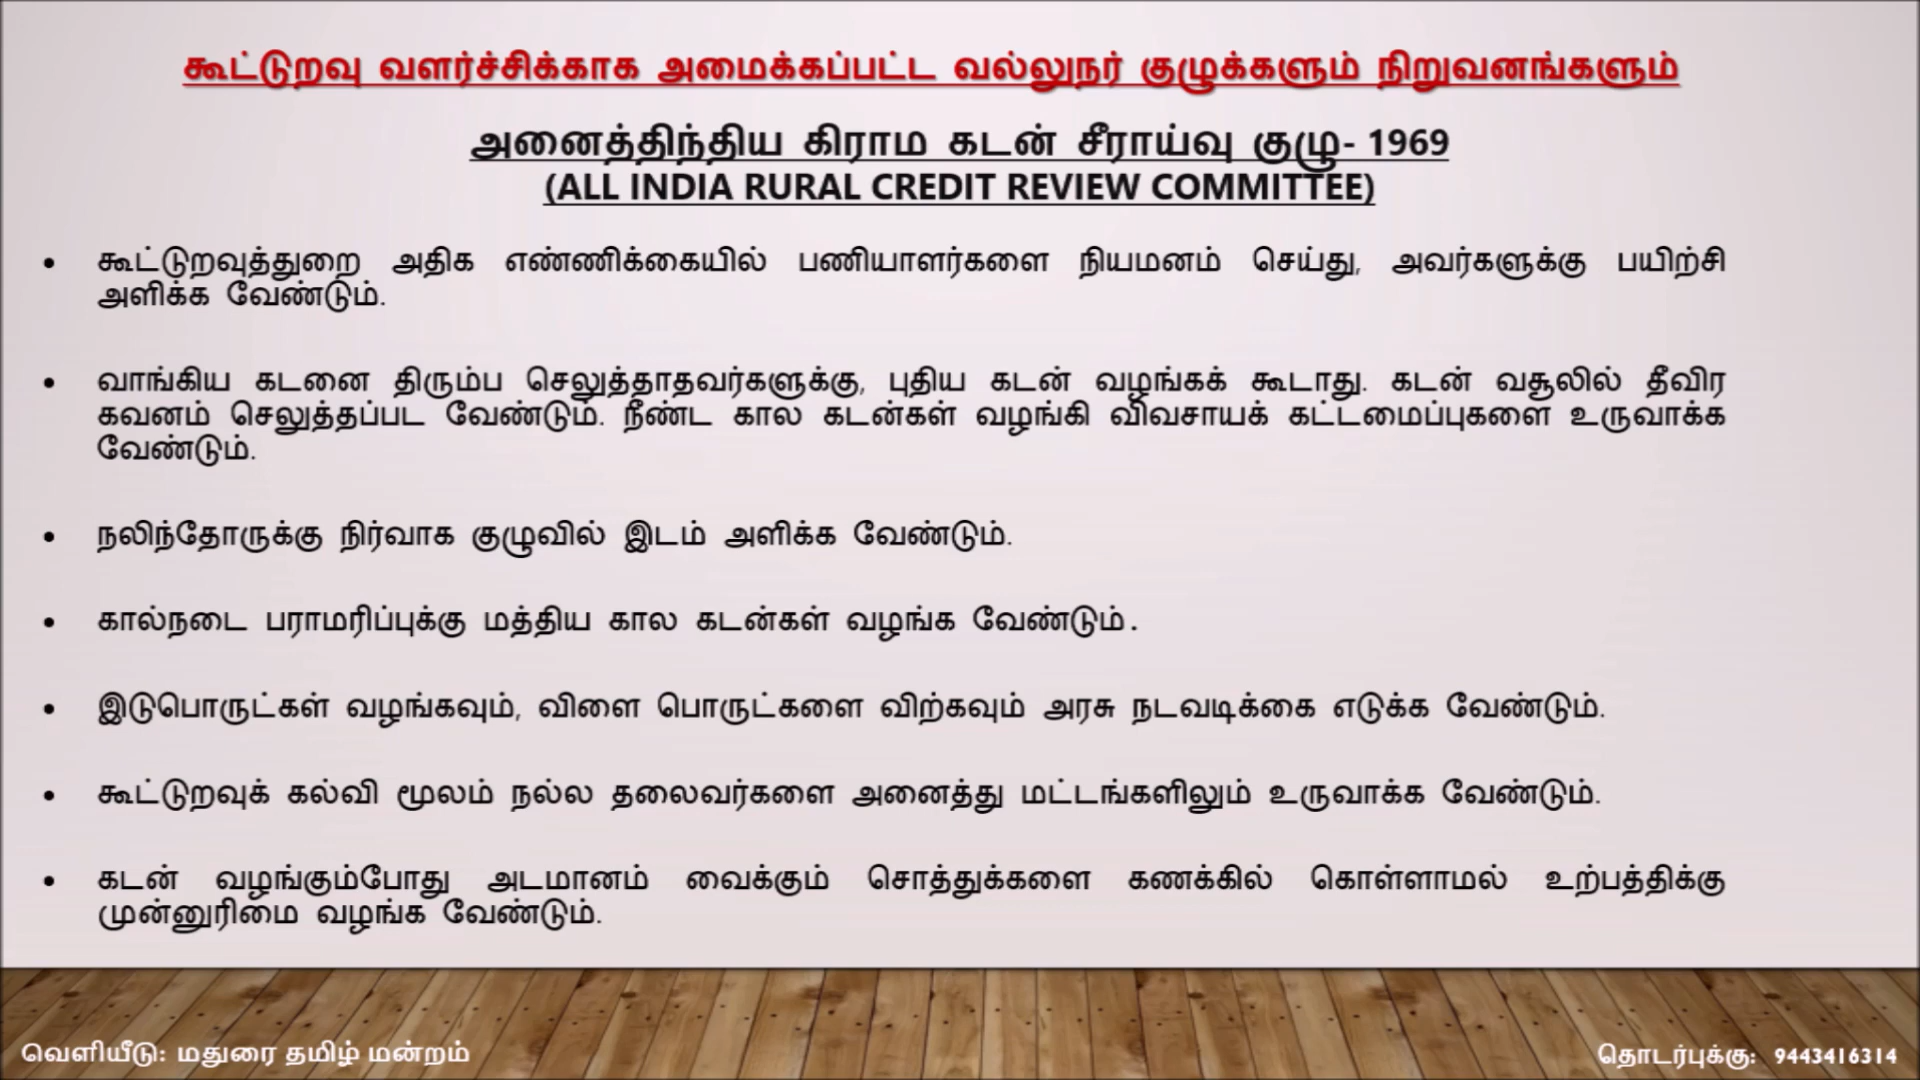 கூட்டுறவு வளர்ச்சிக்காக அமைக்கப்பட்ட வல்லுநர் குழுக்களும் நிறுவனங்களும்
அனைத்திந்திய கிராம கடன் சீராய்வு குழு- 1969
(ALL INDIA RURAL CREDIT REVIEW COMMITTEE)
• கூட்டுறவுத்துறை அதிக எண்ணிக்கையில் பணியாளர்களை நியமனம் செய்து, அவர்களுக்கு பயிற்சி
அளிக்க வேண்டும்.
• வாங்கிய கடனை திரும்ப செலுத்தாதவர்களுக்கு, புதிய கடன் வழங்கக் கூடாது. கடன் வசூலில் தீவிர
கவனம் செலுத்தப்பட வேண்டும். நீண்ட கால கடன்கள் வழங்கி விவசாயக் கட்டமைப்புகளை உருவாக்க
வேண்டும்.
• நலிந்தோருக்கு நிர்வாக குழுவில் இடம் அளிக்க வேண்டும்.
• கால்நடை பராமரிப்புக்கு மத்திய கால கடன்கள் வழங்க வேண்டும்.
• இடுபொருட்கள் வழங்கவும், விளை பொருட்களை விற்கவும் அரசு நடவடிக்கை எடுக்க வேண்டும்.
• கூட்டுறவுக் கல்வி மூலம் நல்ல தலைவர்களை அனைத்து மட்டங்களிலும் உருவாக்க வேண்டும்.
• கடன் வழங்கும்போது அடமானம் வைக்கும் சொத்துக்களை கணக்கில் கொள்ளாமல் உற்பத்திக்கு
முன்னுரிமை வழங்க வேண்டும்.
வெளியீடு: மதுரை தமிழ் மன்றம்
தொடர்புக்கு: 9443416314